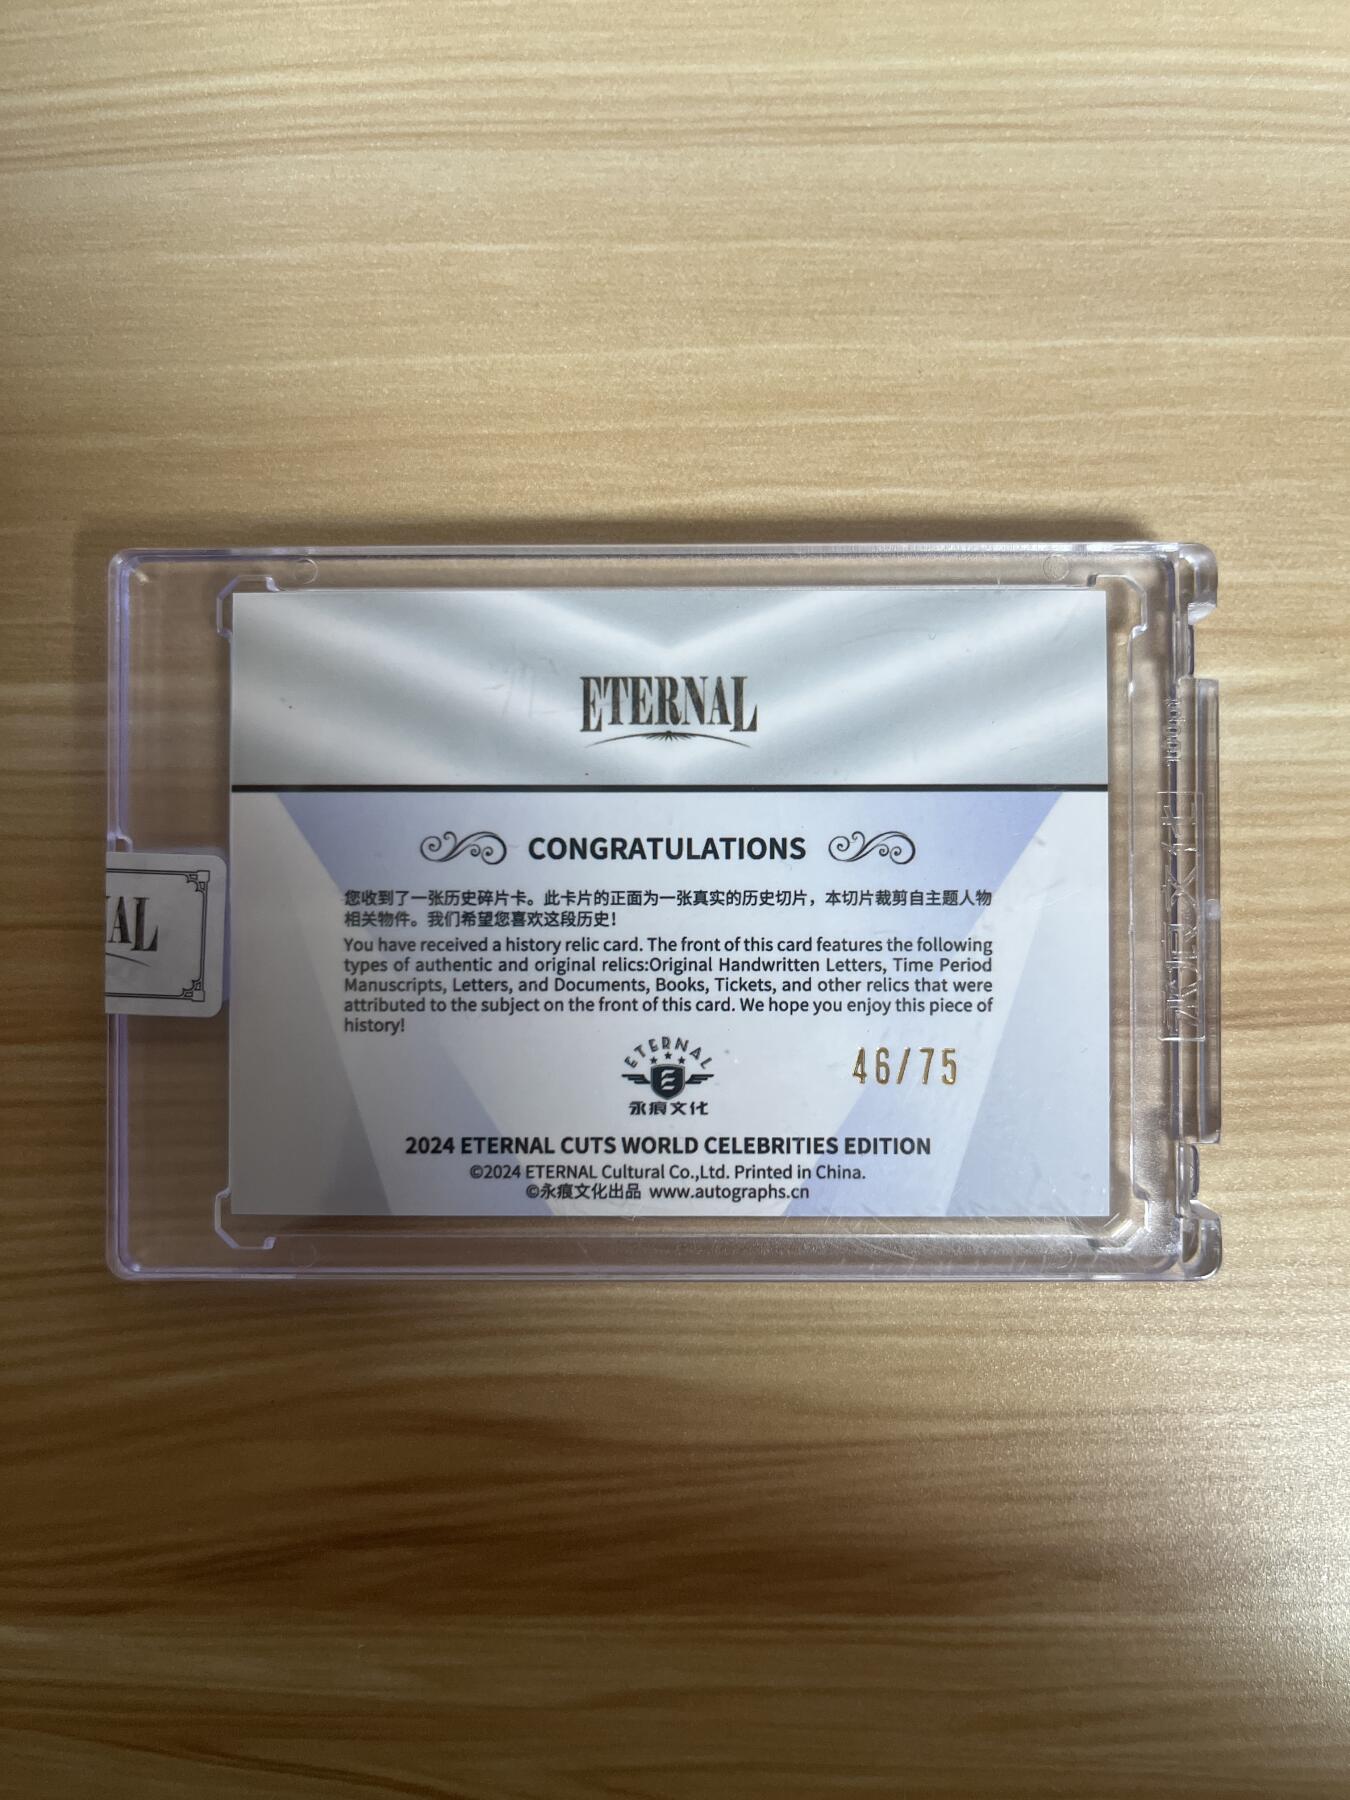 ETERNAL
CONGRATULATIONS
您收到了一张历史碎片卡。此卡片的正面为一张真实的历史切片，本切片裁剪自主题人物
相关物件。我们希望您喜欢这段历史！
You have received a history relic card. The front of this card features the following
types of authentic and original relics:Original Handwritten Letters, Time Period
Manuscripts, Letters, and Documents, Books, Tickets, and other relics that were
attributed to the subject on the front of this card. We hope you enjoy this piece of
history!
ETERNAL
E
永痕文化
46/75
2024 ETERNAL CUTS WORLD CELEBRITIES EDITION
©2024 ETERNAL Cultural Co.,Ltd. Printed in China.
©永痕文化出品 www.autographs.cn
AL
永痕文化